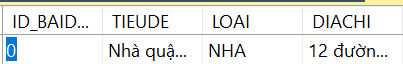 ID_BAID... TIEUDE LOAI DIACHI
0 Nhà quậ... NHA 12 đườn...